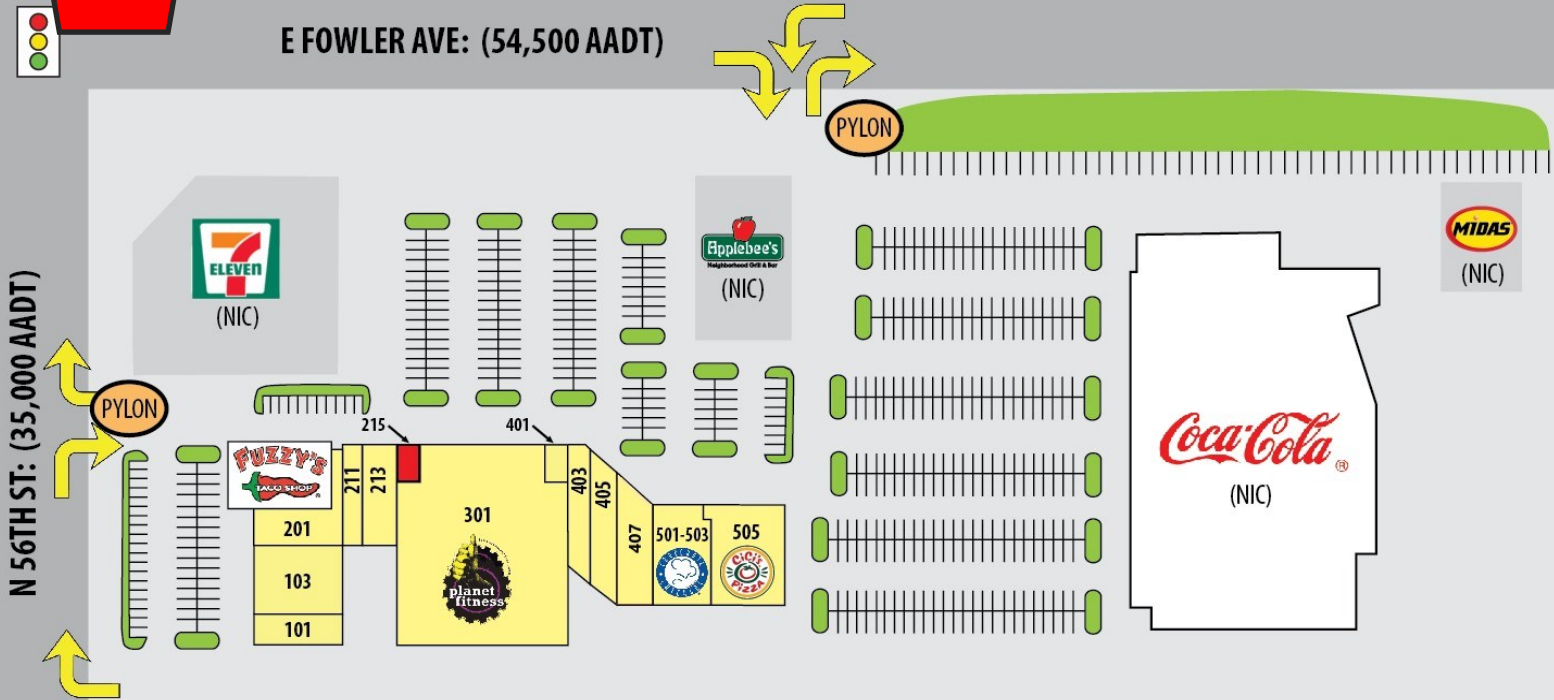 E FOWLER AVE: (54,500 AADT)
PYLON
7
ELEVEN
(NIC)
Applebee's
Neighborhood Grill & Bar
(NIC)
MIDAS
(NIC)
N 56TH ST: (35,000 AADT)
PYLON
215
401
FUZZY'S
TACO SHOP
211
213
403
405
407
201
301
planet
fitness
501-503
505
CiCi's
PIZZA
103
101
Coca-Cola
®
(NIC)